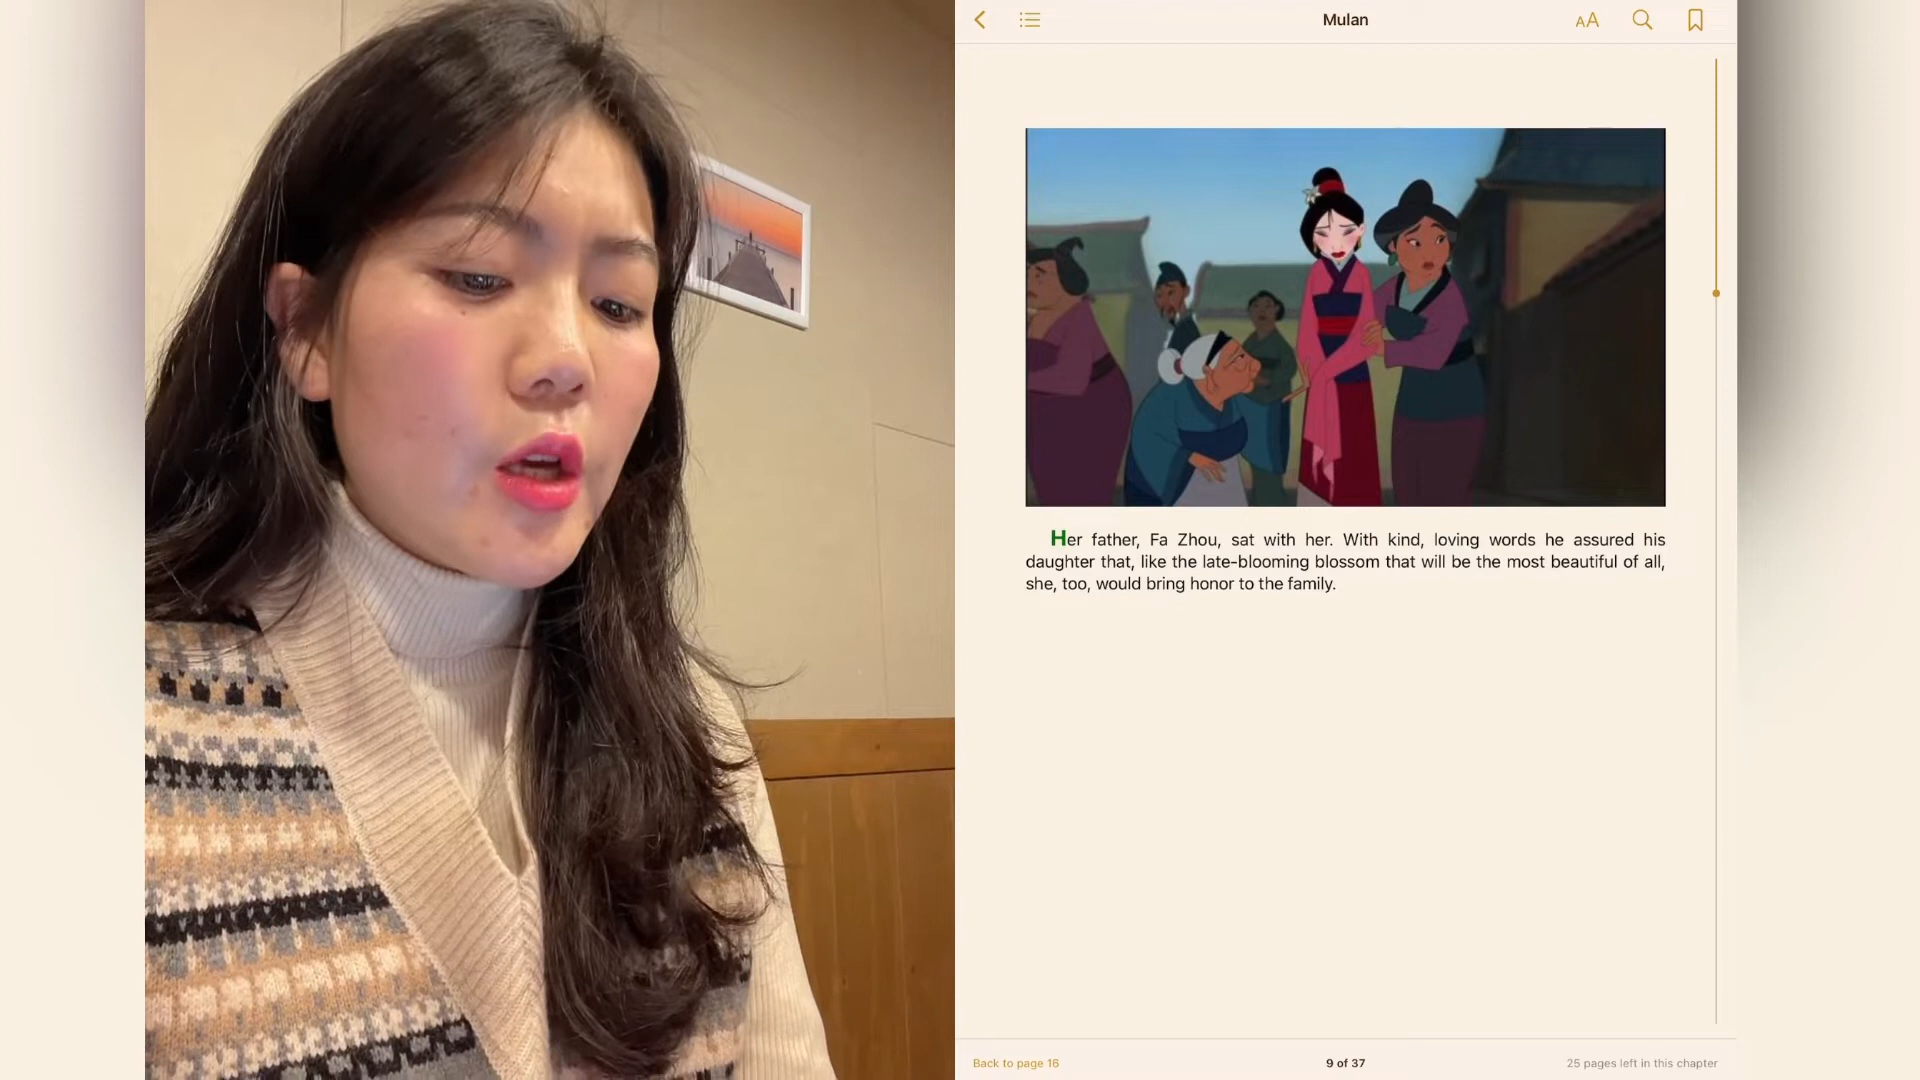 Mulan
AA
Her father, Fa Zhou, sat with her. With kind, loving words he assured his
daughter that, like the late-blooming blossom that will be the most beautiful of all,
she, too, would bring honor to the family.
Back to page 16
9 of 37
25 pages left in this chapter